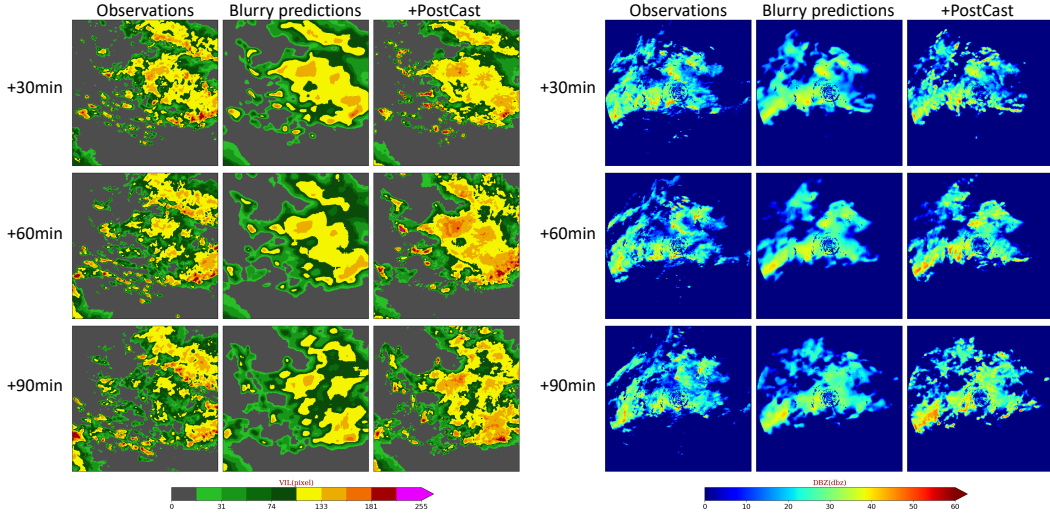 Observations Blurry predictions +PostCast Observations Blurry predictions +PostCast
+30min +30min
+60min +60min
+90min +90min
VIL(pixel) DBZ(dbz)
0 31 74 133 181 255 0 10 20 30 40 50 60